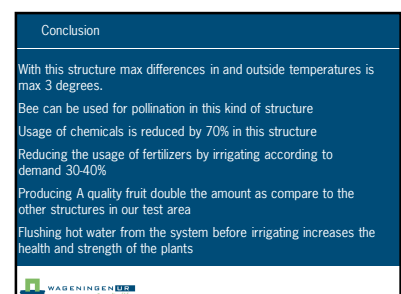 Conclusion
With this structure max differences in and outside temperatures is
max 3 degrees.
Bee can be used for pollination in this kind of structure
Usage of chemicals is reduced by 70% in this structure
Reducing the usage of fertilizers by irrigating according to
demand 30-40%
Producing A quality fruit double the amount as compare to the
other structures in our test area
Flushing hot water from the system before irrigating increases the
health and strength of the plants
WAGENINGEN UR